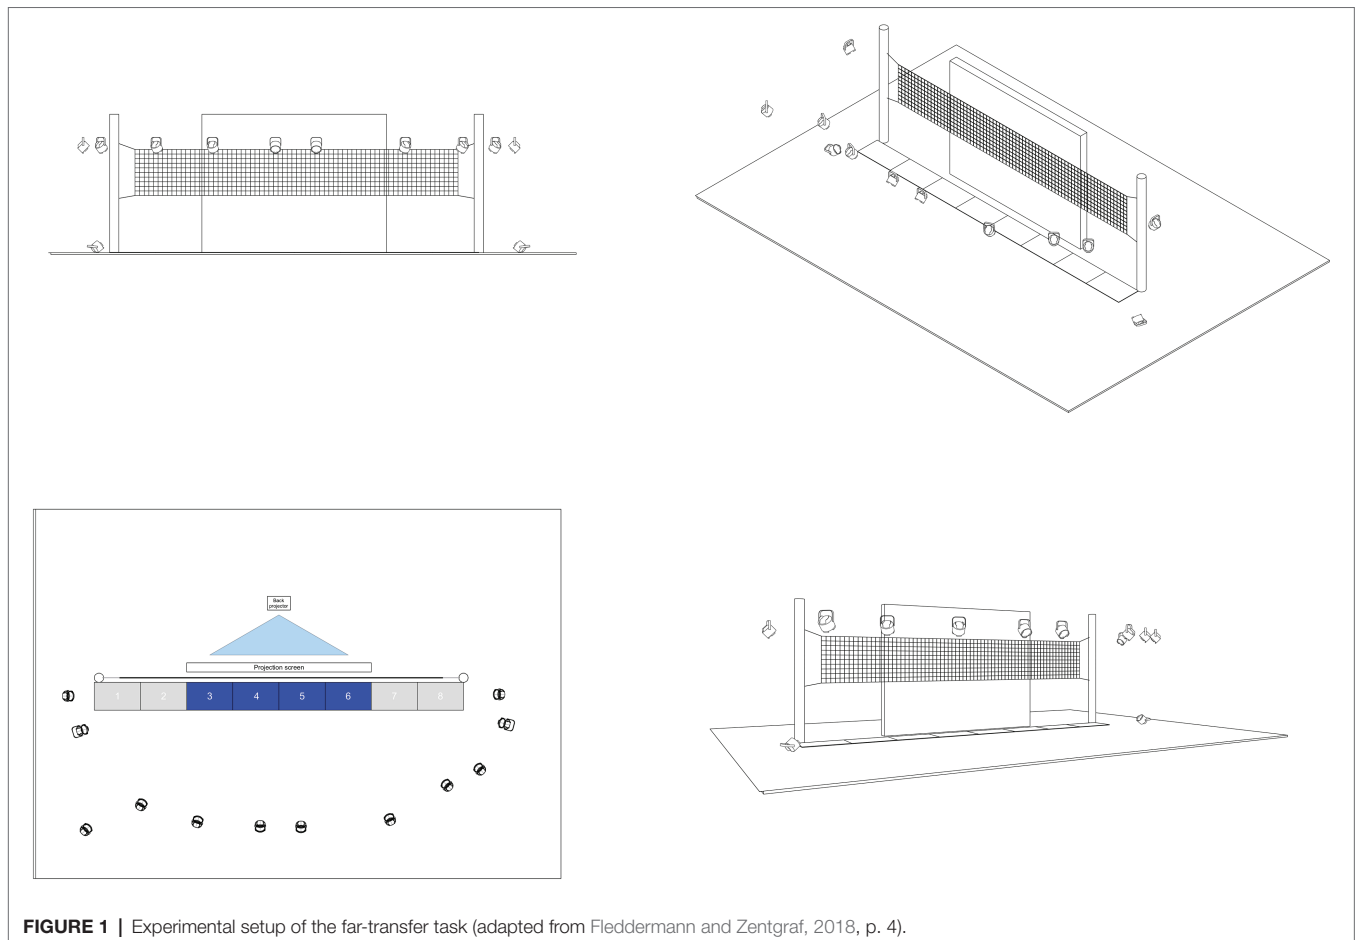 Back
projector
Projection screen
1 2 3 4 5 6 7 8
FIGURE 1 | Experimental setup of the far-transfer task (adapted from Fleddermann and Zentgraf, 2018, p. 4).